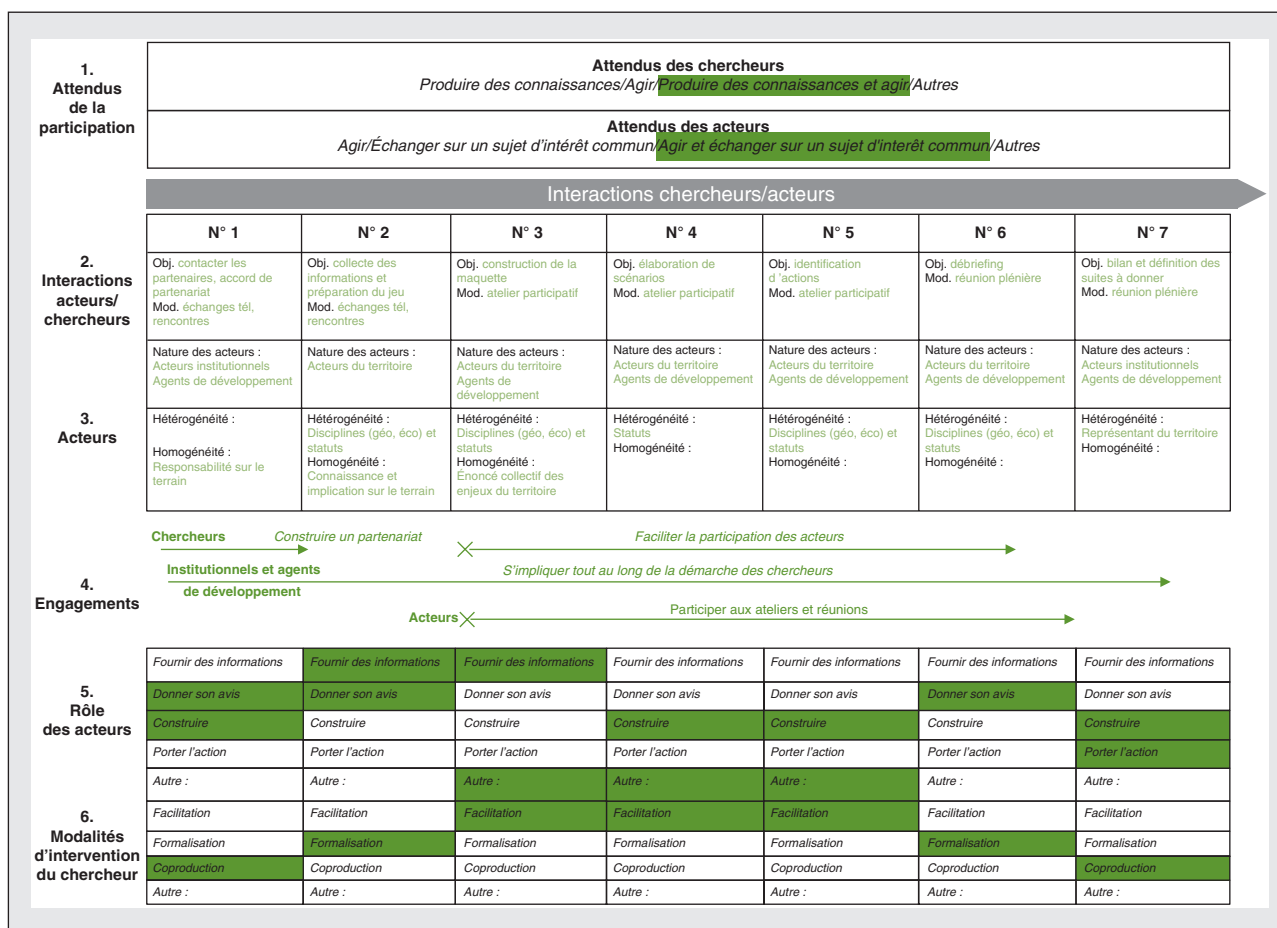 1.
Attendus
de la
participation
Attendus des chercheurs
Produire des connaissances/Agir/Produire des connaissances et agir/Autres
Attendus des acteurs
Agir/Échanger sur un sujet d'intérêt commun/Agir et échanger sur un sujet d'interêt commun/Autres
Interactions chercheurs/acteurs
N° 1
N° 2
N° 3
N° 4
N° 5
N° 6
N° 7
2.
Interactions
acteurs/
chercheurs
Obj. contacter les
partenaires, accord de
partenariat
Mod. échanges tél,
rencontres
Obj. collecte des
informations et
préparation du jeu
Mod. échanges tél,
rencontres
Obj. construction de la
maquette
Mod. atelier participatif
Obj. élaboration de
scénarios
Mod. atelier participatif
Obj. identification
d 'actions
Mod. atelier participatif
Obj. débriefing
Mod. réunion plénière
Obj. bilan et définition des
suites à donner
Mod. réunion plénière
3.
Acteurs
Nature des acteurs :
Acteurs institutionnels
Agents de développement
Nature des acteurs :
Acteurs du territoire
Nature des acteurs :
Acteurs du territoire
Agents de
développement
Nature des acteurs :
Acteurs du territoire
Agents de développement
Nature des acteurs :
Acteurs du territoire
Agents de développement
Nature des acteurs :
Acteurs du territoire
Agents de développement
Nature des acteurs :
Acteurs institutionnels
Agents de développement
Hétérogénéité :
Homogénéité :
Responsabilité sur le
terrain
Hétérogénéité :
Disciplines (géo, éco) et
statuts
Homogénéité :
Connaissance et
implication sur le terrain
Hétérogénéité :
Disciplines (géo, éco) et
statuts
Homogénéité :
Énoncé collectif des
enjeux du territoire
Hétérogénéité :
Statuts
Homogénéité :
Hétérogénéité :
Disciplines (géo, éco) et
statuts
Homogénéité :
Hétérogénéité :
Disciplines (géo, éco) et
statuts
Homogénéité :
Hétérogénéité :
Représentant du territoire
Homogénéité :
4.
Engagements
Chercheurs
Construire un partenariat
Faciliter la participation des acteurs
Institutionnels et agents
de développement
S'impliquer tout au long de la démarche des chercheurs
Acteurs
Participer aux ateliers et réunions
5.
Rôle
des acteurs
Fournir des informations
Fournir des informations
Fournir des informations
Fournir des informations
Fournir des informations
Fournir des informations
Fournir des informations
Donner son avis
Donner son avis
Donner son avis
Donner son avis
Donner son avis
Donner son avis
Donner son avis
Construire
Construire
Construire
Construire
Construire
Construire
Construire
Porter l'action
Porter l'action
Porter l'action
Porter l'action
Porter l'action
Porter l'action
Porter l'action
Autre :
Autre :
Autre :
Autre :
Autre :
Autre :
Autre :
6.
Modalités
d'intervention
du chercheur
Facilitation
Facilitation
Facilitation
Facilitation
Facilitation
Facilitation
Facilitation
Formalisation
Formalisation
Formalisation
Formalisation
Formalisation
Formalisation
Formalisation
Coproduction
Coproduction
Coproduction
Coproduction
Coproduction
Coproduction
Coproduction
Autre :
Autre :
Autre :
Autre :
Autre :
Autre :
Autre :